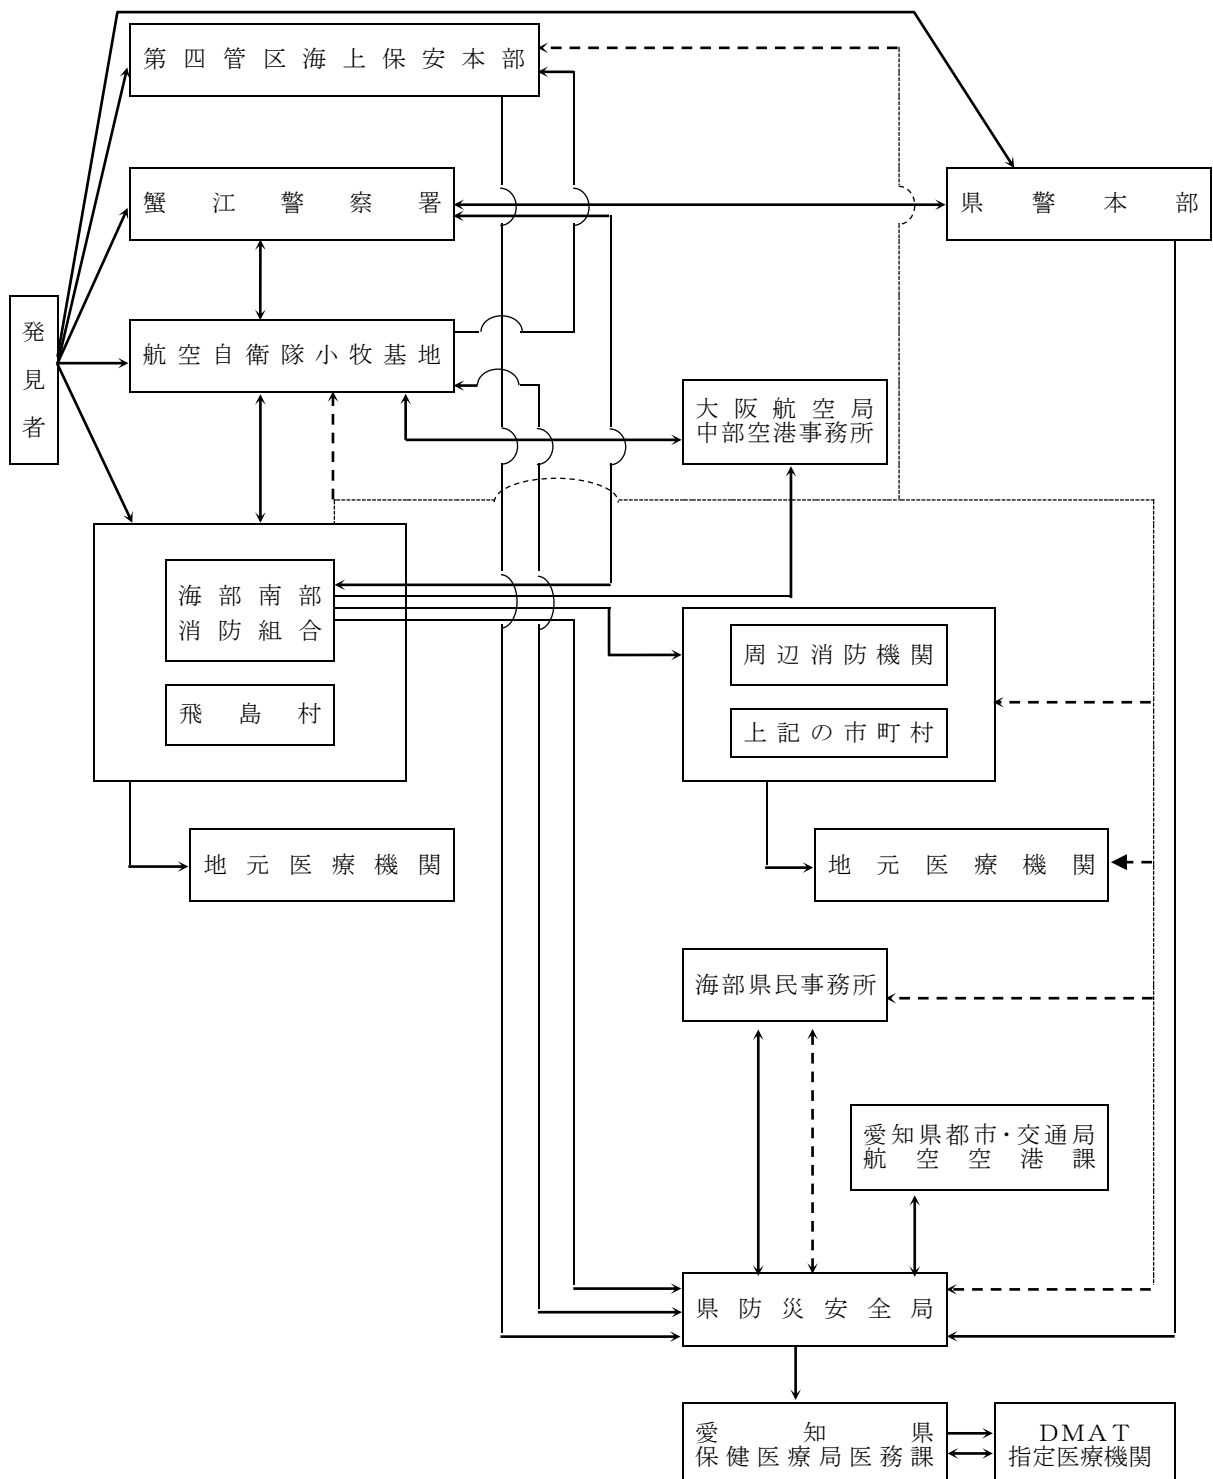 第四管区海上保安本部
蟹江警察署
県警本部
発見者
航空自衛隊小牧基地
大阪航空局
中部空港事務所
海部南部
消防組合
飛島村
周辺消防機関
上記の市町村
地元医療機関
地元医療機関
海部県民事務所
愛知県都市・交通局
航空空港課
県防災安全局
愛知県
保健医療局医務課
DMAT
指定医療機関